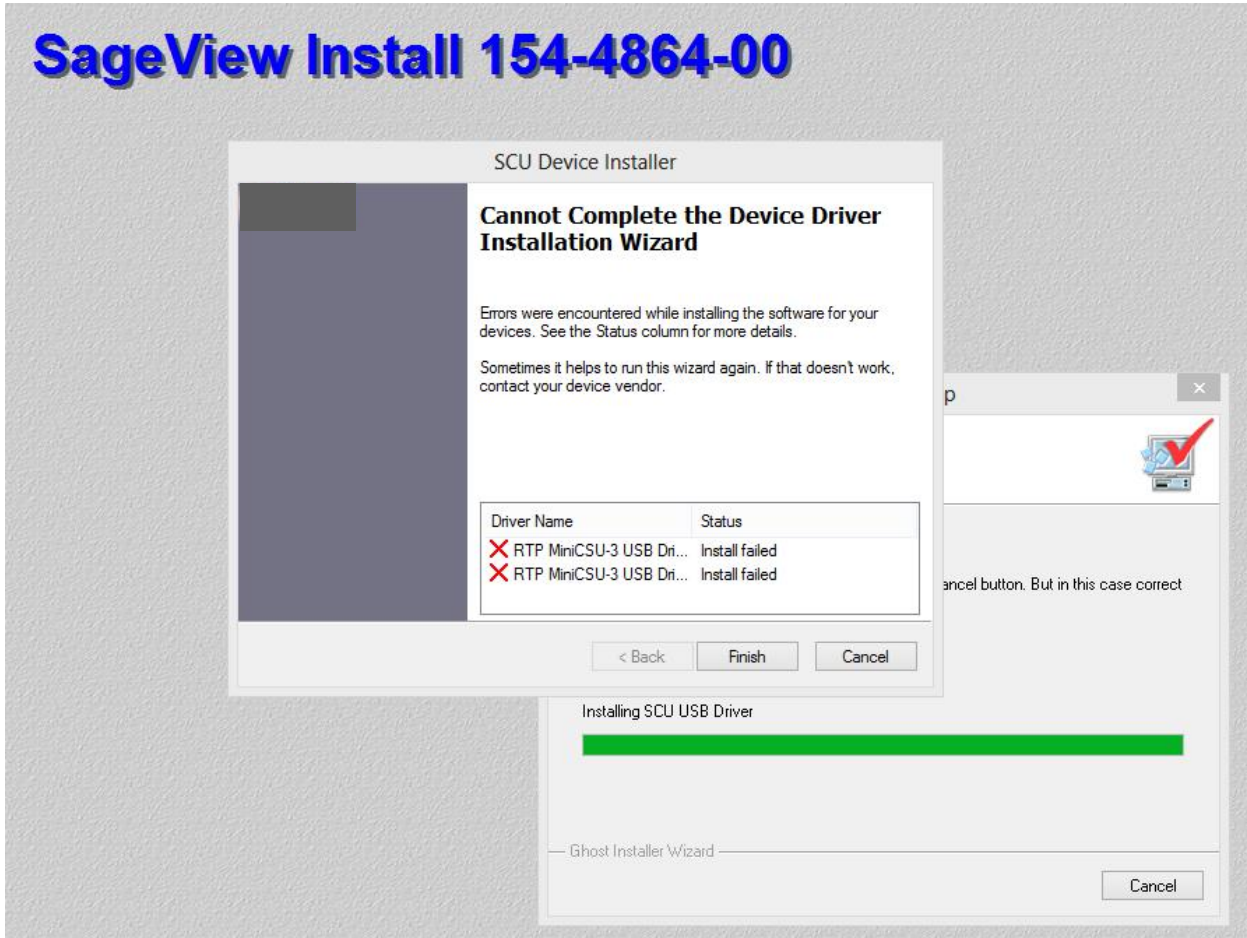 SageView Install 154-4864-00
SCU Device Installer
Cannot Complete the Device Driver
Installation Wizard
Errors were encountered while installing the software for your
devices. See the Status column for more details.
Sometimes it helps to run this wizard again. If that doesn't work,
contact your device vendor.
Driver Name Status
RTP MiniCSU-3 USB Dri... Install failed
RTP MiniCSU-3 USB Dri... Install failed
< Back Finish Cancel
p
ancel button. But in this case correct
Installing SCU USB Driver
Ghost Installer Wizard
Cancel